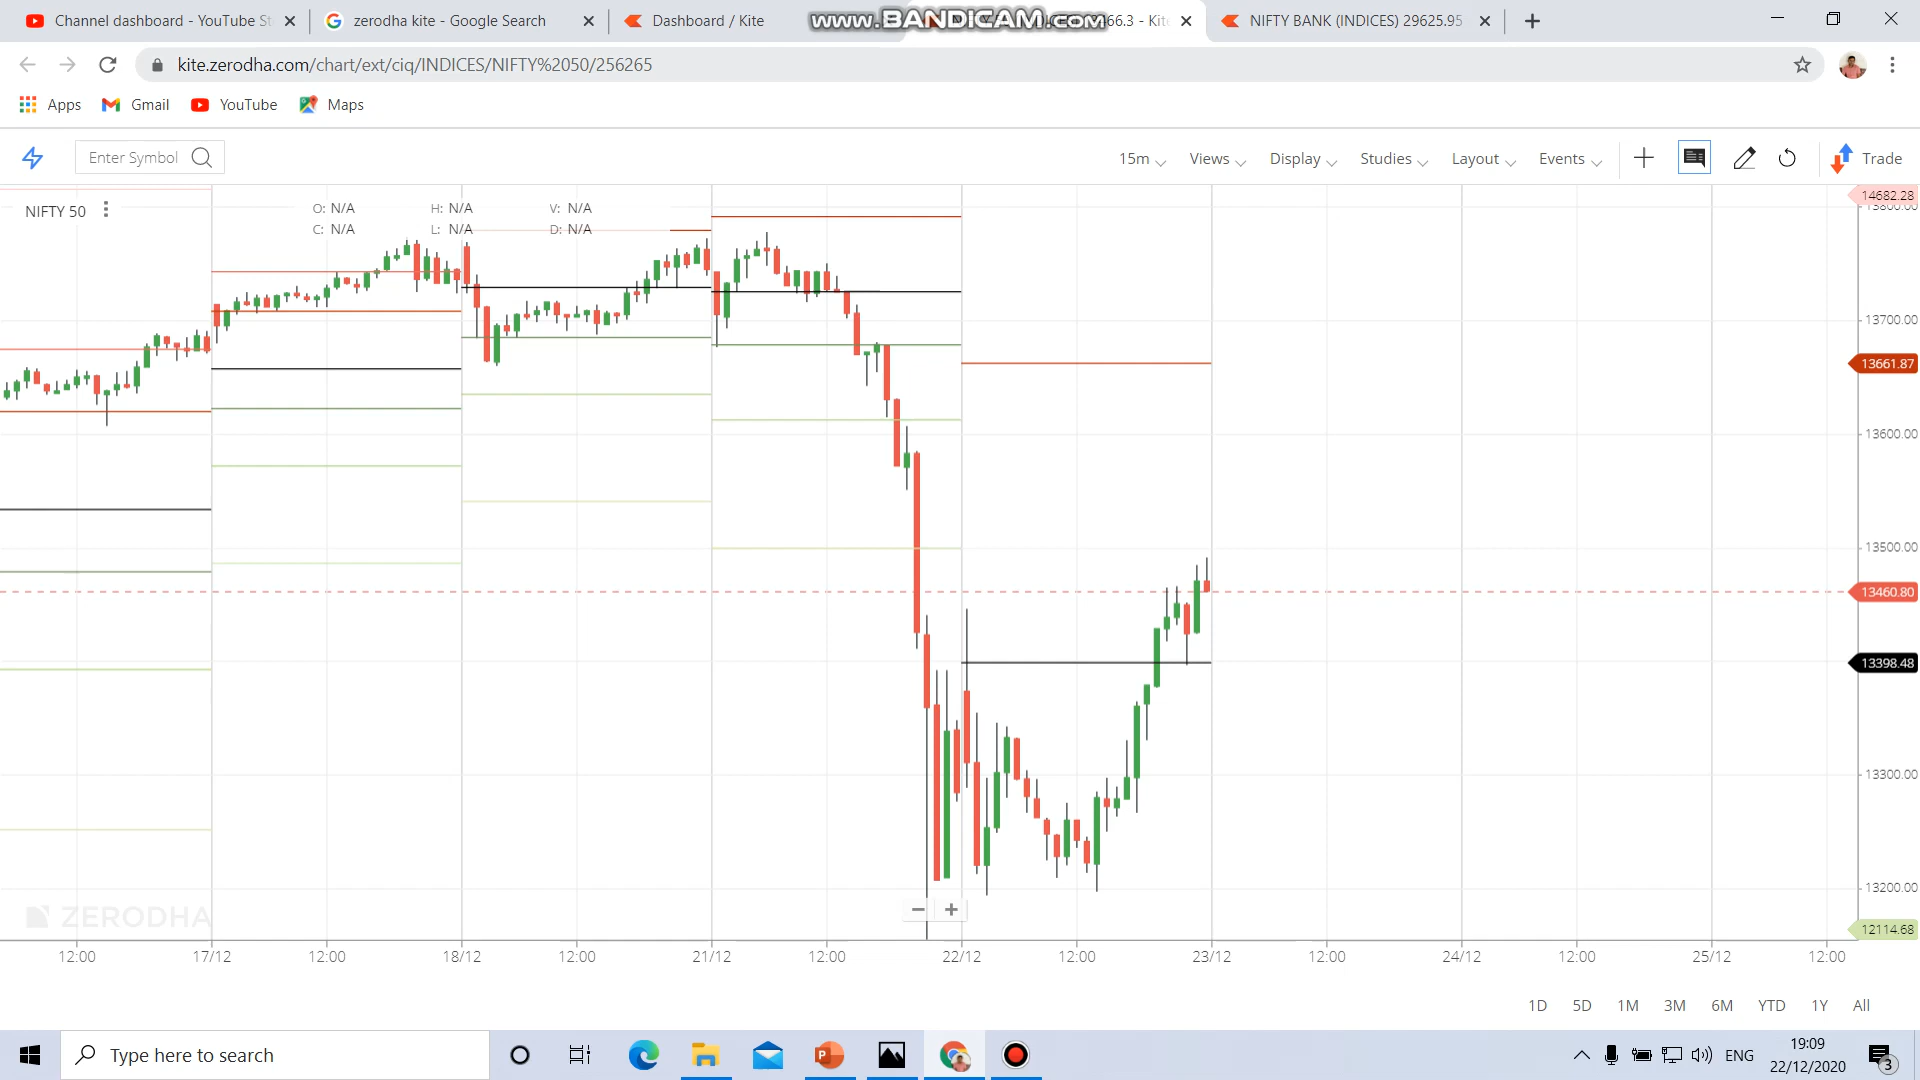 Channel dashboard - YouTube St
zerodha kite - Google Search
Dashboard / Kite
www.BANDICAM.com
466.3 - Kite
NIFTY BANK (INDICES) 29625.95
kite.zerodha.com/chart/ext/ciq/INDICES/NIFTY%2050/256265
Apps
Gmail
YouTube
Maps
Enter Symbol
15m
Views
Display
Studies
Layout
Events
Trade
NIFTY 50
O: N/A
H: N/A
V: N/A
C: N/A
L: N/A
D: N/A
14682.28
13800.00
13700.00
13661.87
13600.00
13500.00
13460.80
13398.48
13300.00
13200.00
12114.68
ZERODHA
12:00
17/12
12:00
18/12
12:00
21/12
12:00
22/12
12:00
23/12
12:00
24/12
12:00
25/12
12:00
1D
5D
1M
3M
6M
YTD
1Y
All
Type here to search
ENG
19:09
22/12/2020
3